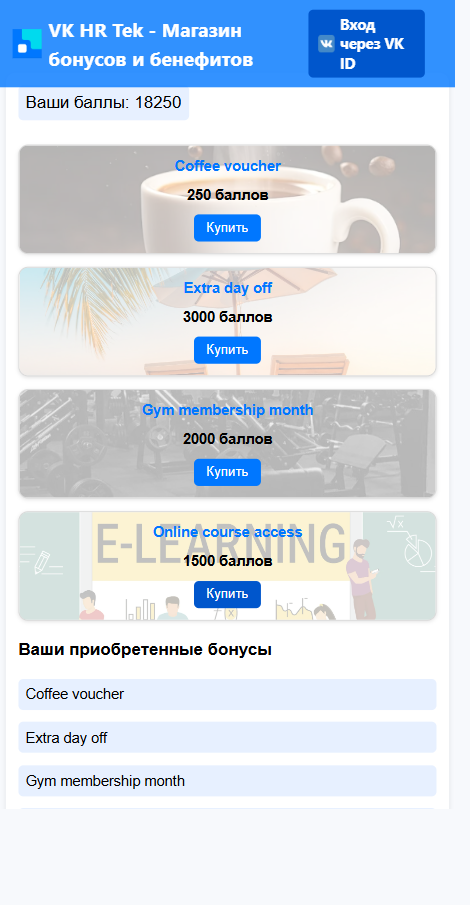 VK HR Tek - Магазин
бонусов и бенефитов
Вход
через VK
ID
Ваши баллы: 18250
Coffee voucher
250 баллов
Купить
Extra day off
3000 баллов
Купить
Gym membership month
2000 баллов
Купить
E-LEARNING
Online course access
1500 баллов
Купить
Ваши приобретенные бонусы
Coffee voucher
Extra day off
Gym membership month